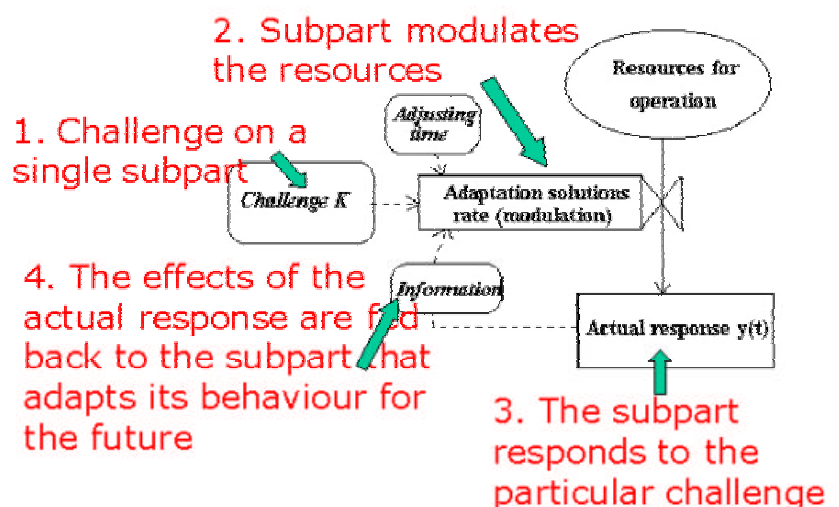 2. Subpart modulates
the resources
Resources for
operation
Adjusting
time
1. Challenge on a
single subpart
Challenge K
Adaptation solutions
rate (modulation)
4. The effects of the
actual response are fed
back to the subpart that
adapts its behaviour for
the future
Information
Actual response y(t)
3. The subpart
responds to the
particular challenge